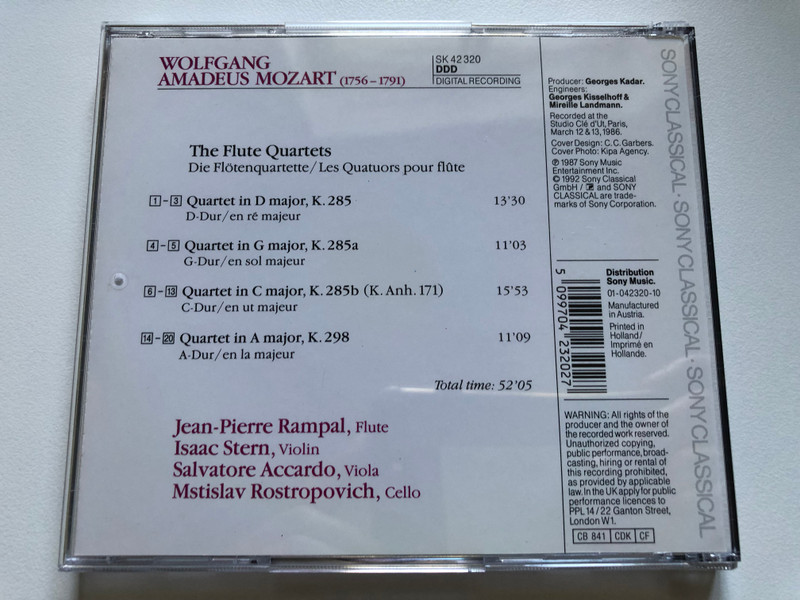 WOLFGANG
AMADEUS MOZART (1756–1791)
SK 42 320
DDD
DIGITAL RECORDING
The Flute Quartets
Die Flötenquartette/Les Quatuors pour flûte
1–3 Quartet in D major, K. 285 13'30
D-Dur/en ré majeur
4–5 Quartet in G major, K. 285a 11'03
G-Dur/en sol majeur
6–13 Quartet in C major, K. 285b (K. Anh. 171) 15'53
C-Dur/en ut majeur
14–20 Quartet in A major, K. 298 11'09
A-Dur/en la majeur
Total time: 52'05
Jean-Pierre Rampal, Flute
Isaac Stern, Violin
Salvatore Accardo, Viola
Mstislav Rostropovich, Cello
Producer: Georges Kadar.
Engineers:
Georges Kisselhoff &
Mireille Landmann.
Recorded at the
Studio Clé d'Ut, Paris,
March 12 & 13, 1986.
Cover Design: C. C. Garbers.
Cover Photo: Kipa Agency.
℗ 1987 Sony Music
Entertainment Inc.
© 1992 Sony Classical
GmbH / and SONY
CLASSICAL are trade-
marks of Sony Corporation.
5 099704 232027
Distribution
Sony Music.
01-042320-10
Manufactured
in Austria.
Printed in
Holland/
Imprimé en
Hollande.
WARNING: All rights of the
producer and the owner of
the recorded work reserved.
Unauthorized copying,
public performance, broad-
casting, hiring or rental of
this recording prohibited,
as provided by applicable
law. In the UK apply for public
performance licences to
PPL 14 / 22 Ganton Street,
London W1.
CB 841 CDK CF
SONY CLASSICAL · SONY CLASSICAL · SONY CLASSICAL